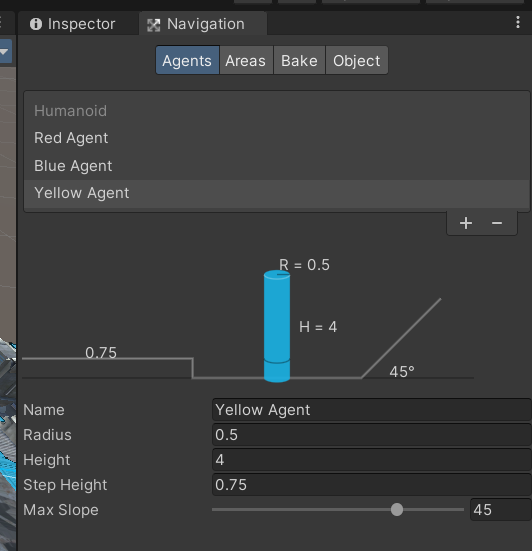 Inspector Navigation
Agents Areas Bake Object
Humanoid
Red Agent
Blue Agent
Yellow Agent
+ −
R = 0.5
H = 4
0.75
45°
Name Yellow Agent
Radius 0.5
Height 4
Step Height 0.75
Max Slope 45